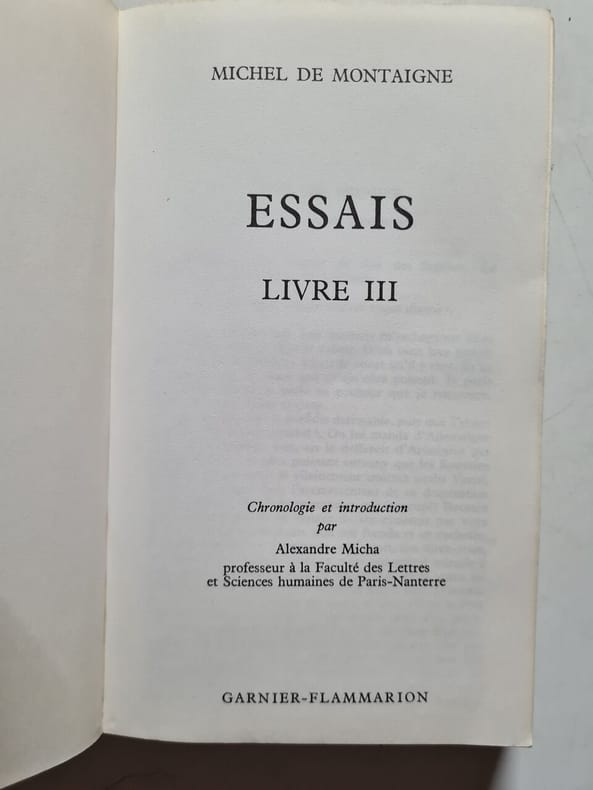 MICHEL DE MONTAIGNE
ESSAIS
LIVRE III
Chronologie et introduction
par
Alexandre Micha
professeur à la Faculté des Lettres
et Sciences humaines de Paris-Nanterre
GARNIER-FLAMMARION